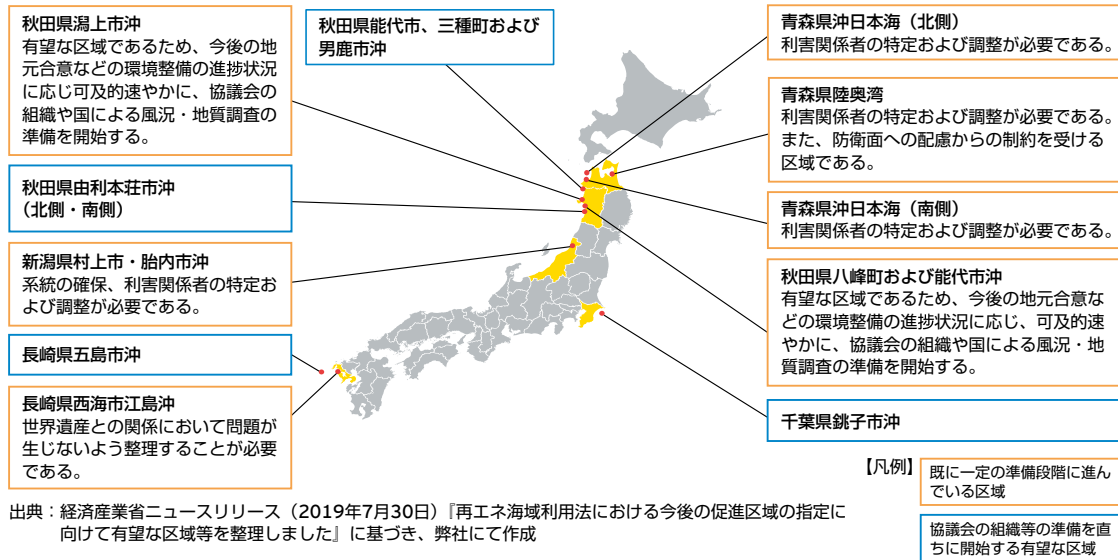 秋田県潟上市沖
有望な区域であるため、今後の地
元合意などの環境整備の進捗状況
に応じ可及的速やかに、協議会の
組織や国による風況・地質調査の
準備を開始する。
秋田県由利本荘市沖
（北側・南側）
新潟県村上市・胎内市沖
系統の確保、利害関係者の特定お
よび調整が必要である。
長崎県五島市沖
長崎県西海市江島沖
世界遺産との関係において問題が
生じないよう整理することが必要
である。
秋田県能代市、三種町および
男鹿市沖
青森県沖日本海（北側）
利害関係者の特定および調整が必要である。
青森県陸奥湾
利害関係者の特定および調整が必要である。
また、防衛面への配慮からの制約を受ける
区域である。
青森県沖日本海（南側）
利害関係者の特定および調整が必要である。
秋田県八峰町および能代市沖
有望な区域であるため、今後の地元合意な
どの環境整備の進捗状況に応じ、可及的速
やかに、協議会の組織や国による風況・地
質調査の準備を開始する。
千葉県銚子市沖
【凡例】
既に一定の準備段階に進ん
でいる区域
協議会の組織等の準備を直
ちに開始する有望な区域
出典：経済産業省ニュースリリース（2019年7月30日）『再エネ海域利用法における今後の促進区域の指定に
向けて有望な区域等を整理しました』に基づき、弊社にて作成